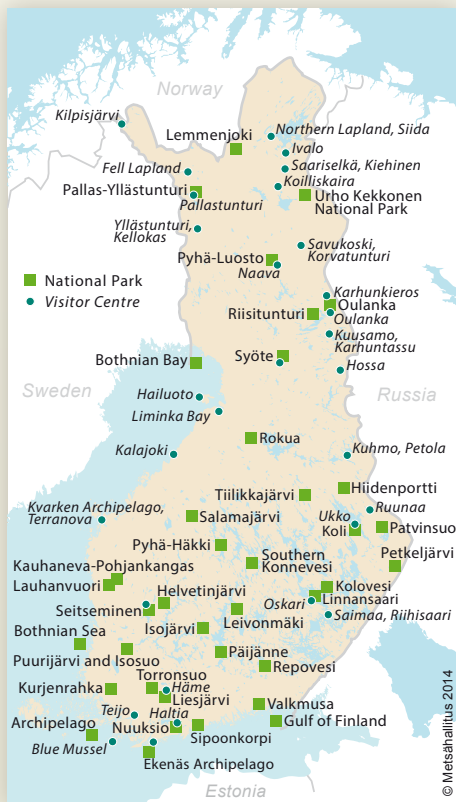 Norway
Kilpisjärvi
Lemmenjoki
Northern Lapland, Siida
Ivalo
Saariselkä, Kiehinen
Koilliskaira
Fell Lapland
Pallas-Yllästunturi
Pallastunturi
Urho Kekkonen
National Park
Yllästunturi,
Kellokas
Savukoski,
Korvatunturi
Pyhä-Luosto
Naava
National Park
Visitor Centre
Karhunkieros
Oulanka
Riisitunturi
Oulanka
Kuusamo,
Karhuntassu
Bothnian Bay
Syöte
Hossa
Sweden
Hailuoto
Russia
Liminka Bay
Rokua
Kalajoki
Kuhmo, Petola
Tiilikkajärvi
Hiidenportti
Kvarken Archipelago,
Terranova
Salamajärvi
Ruunaa
Ukko
Koli
Patvinsuo
Pyhä-Häkki
Southern
Konnevesi
Petkeljärvi
Kauhaneva-Pohjankangas
Lauhanvuori
Helvetinjärvi
Kolovesi
Linnansaari
Oskari
Seitseminen
Leivonmäki
Saimaa, Riihisaari
Bothnian Sea
Isojärvi
Puurijärvi and Isosuo
Päijänne
Repovesi
Torronsuo
Kurjenrahka
Häme
Liesjärvi
Valkmusa
Teijo
Haltia
Archipelago
Nuuksio
Gulf of Finland
Sipoonkorpi
Blue Mussel
Ekenäs Archipelago
Estonia
© Metsähallitus 2014